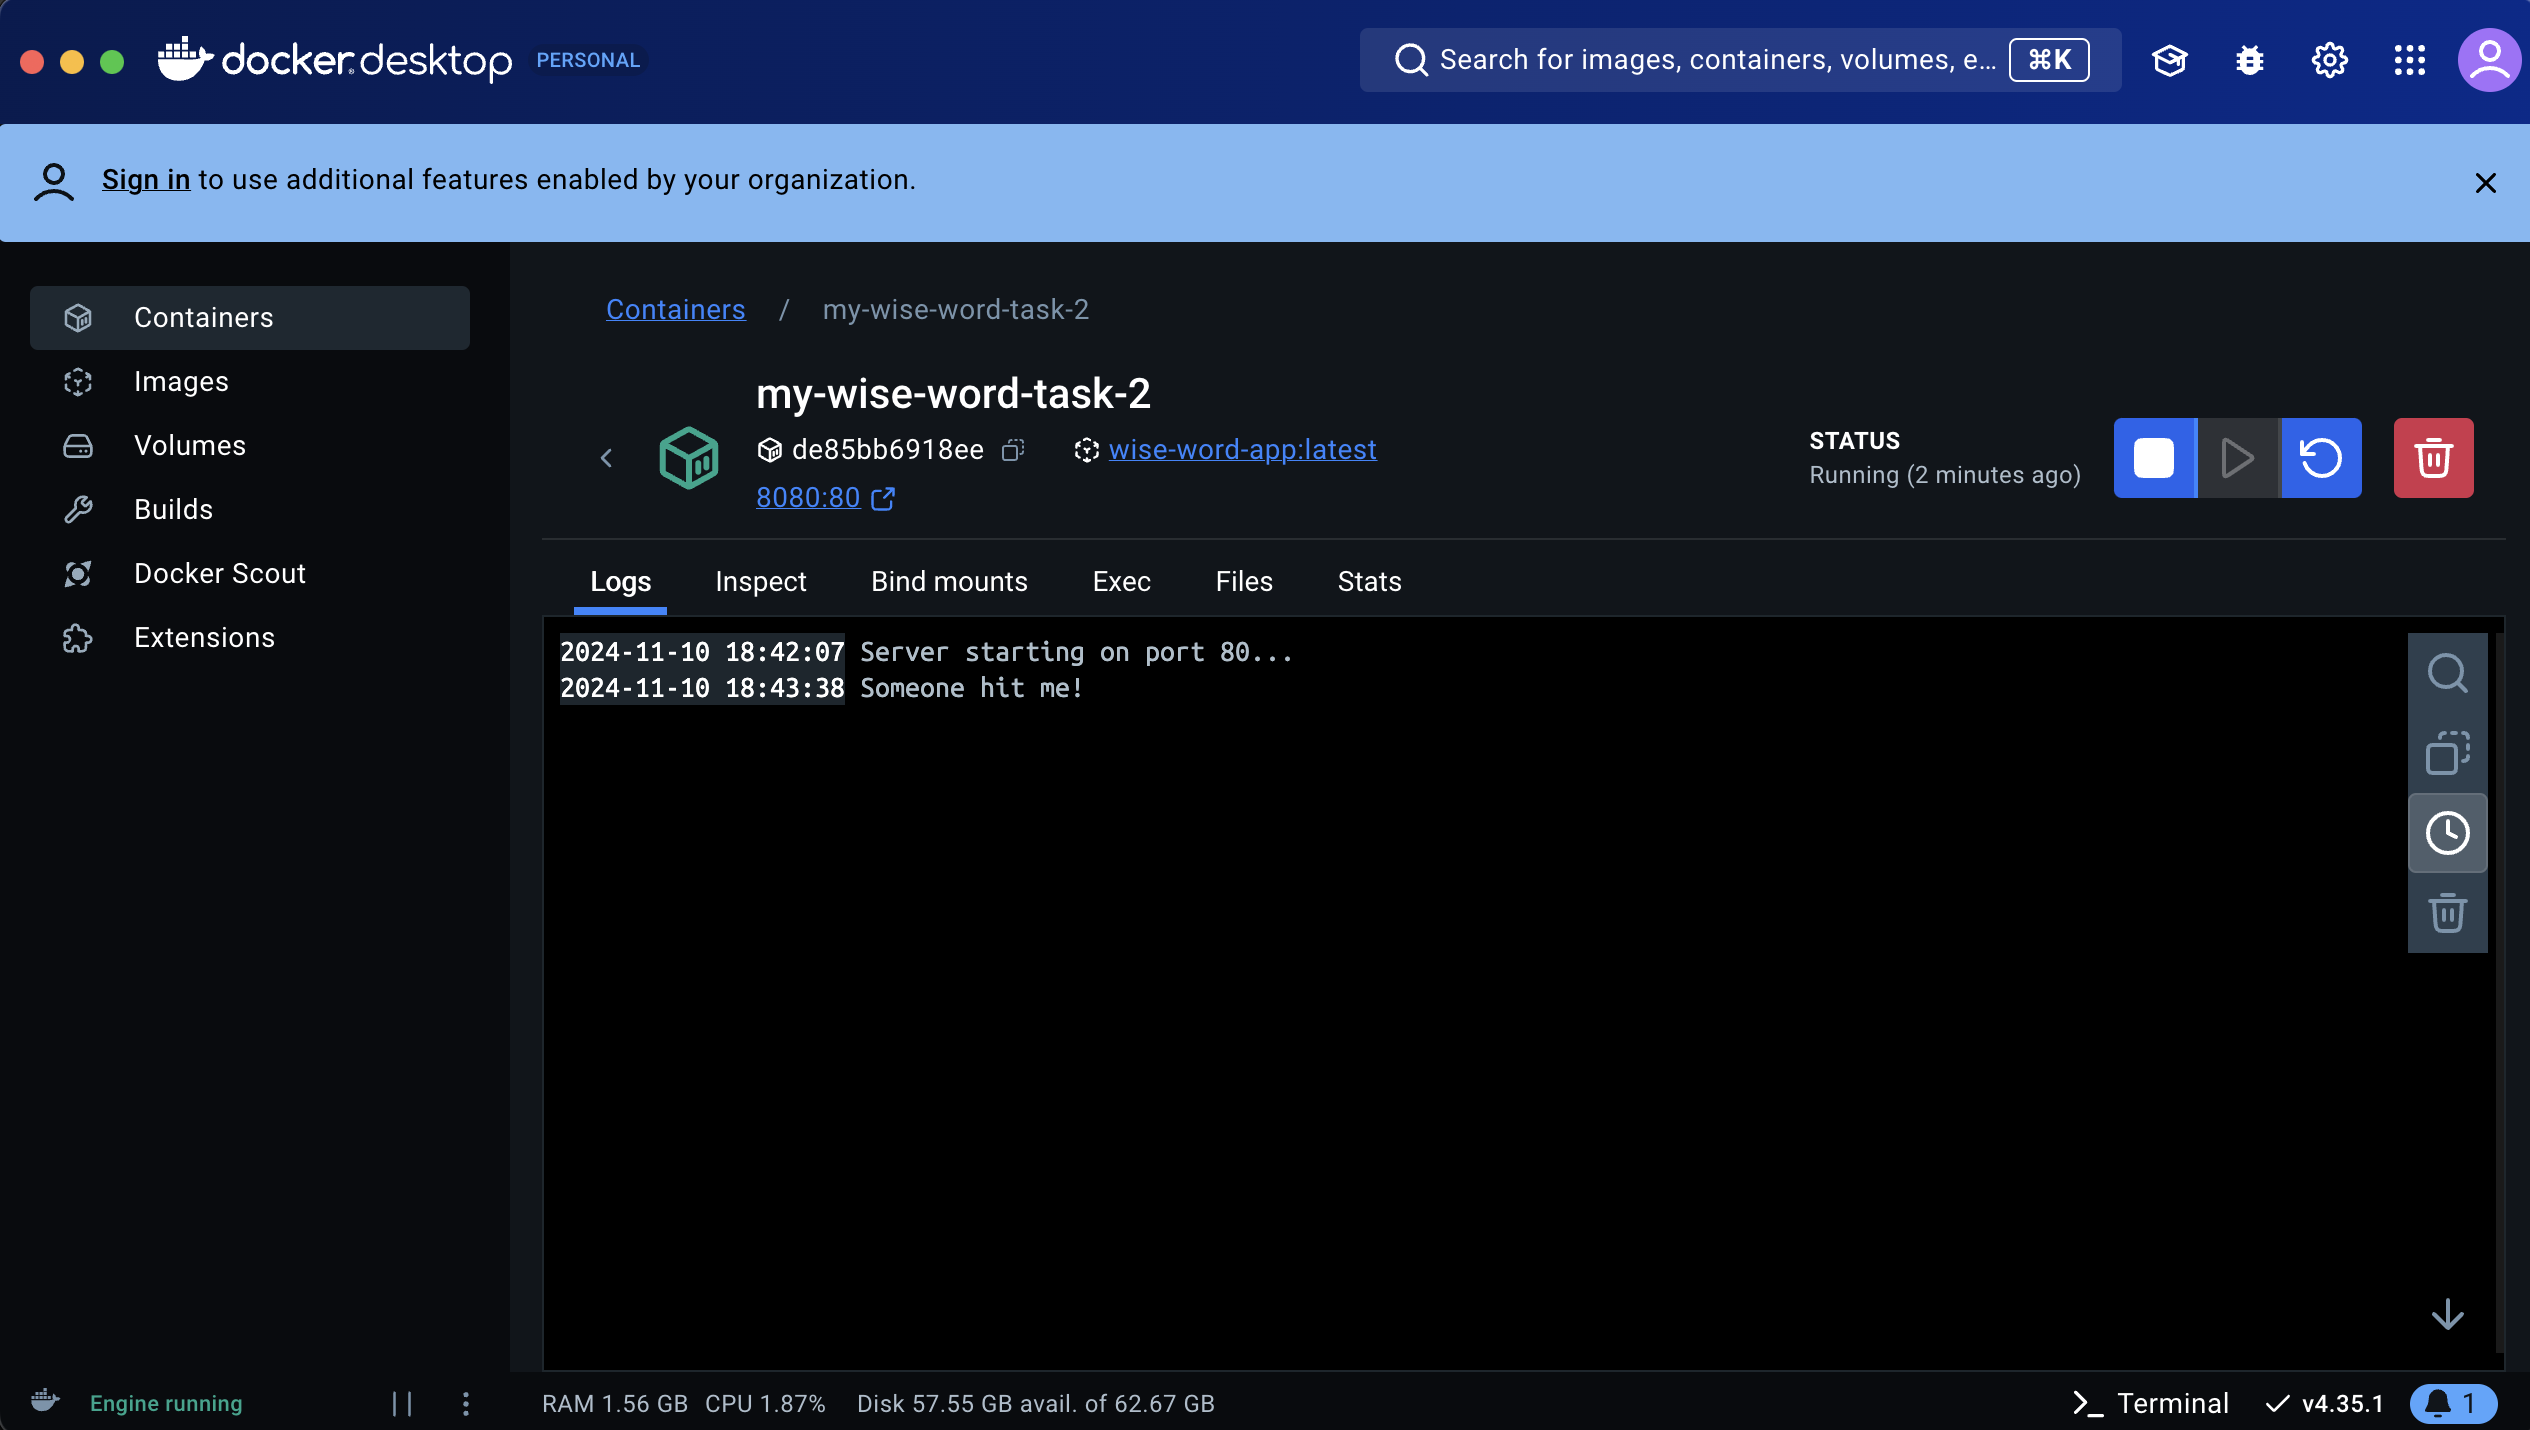 docker desktop PERSONAL
Search for images, containers, volumes, e... ⌘K
Sign in to use additional features enabled by your organization.
Containers
Images
Volumes
Builds
Docker Scout
Extensions
Containers / my-wise-word-task-2
my-wise-word-task-2
de85bb6918ee wise-word-app:latest
8080:80
STATUS
Running (2 minutes ago)
Logs Inspect Bind mounts Exec Files Stats
2024-11-10 18:42:07 Server starting on port 80...
2024-11-10 18:43:38 Someone hit me!
Engine running RAM 1.56 GB CPU 1.87% Disk 57.55 GB avail. of 62.67 GB Terminal v4.35.1 1